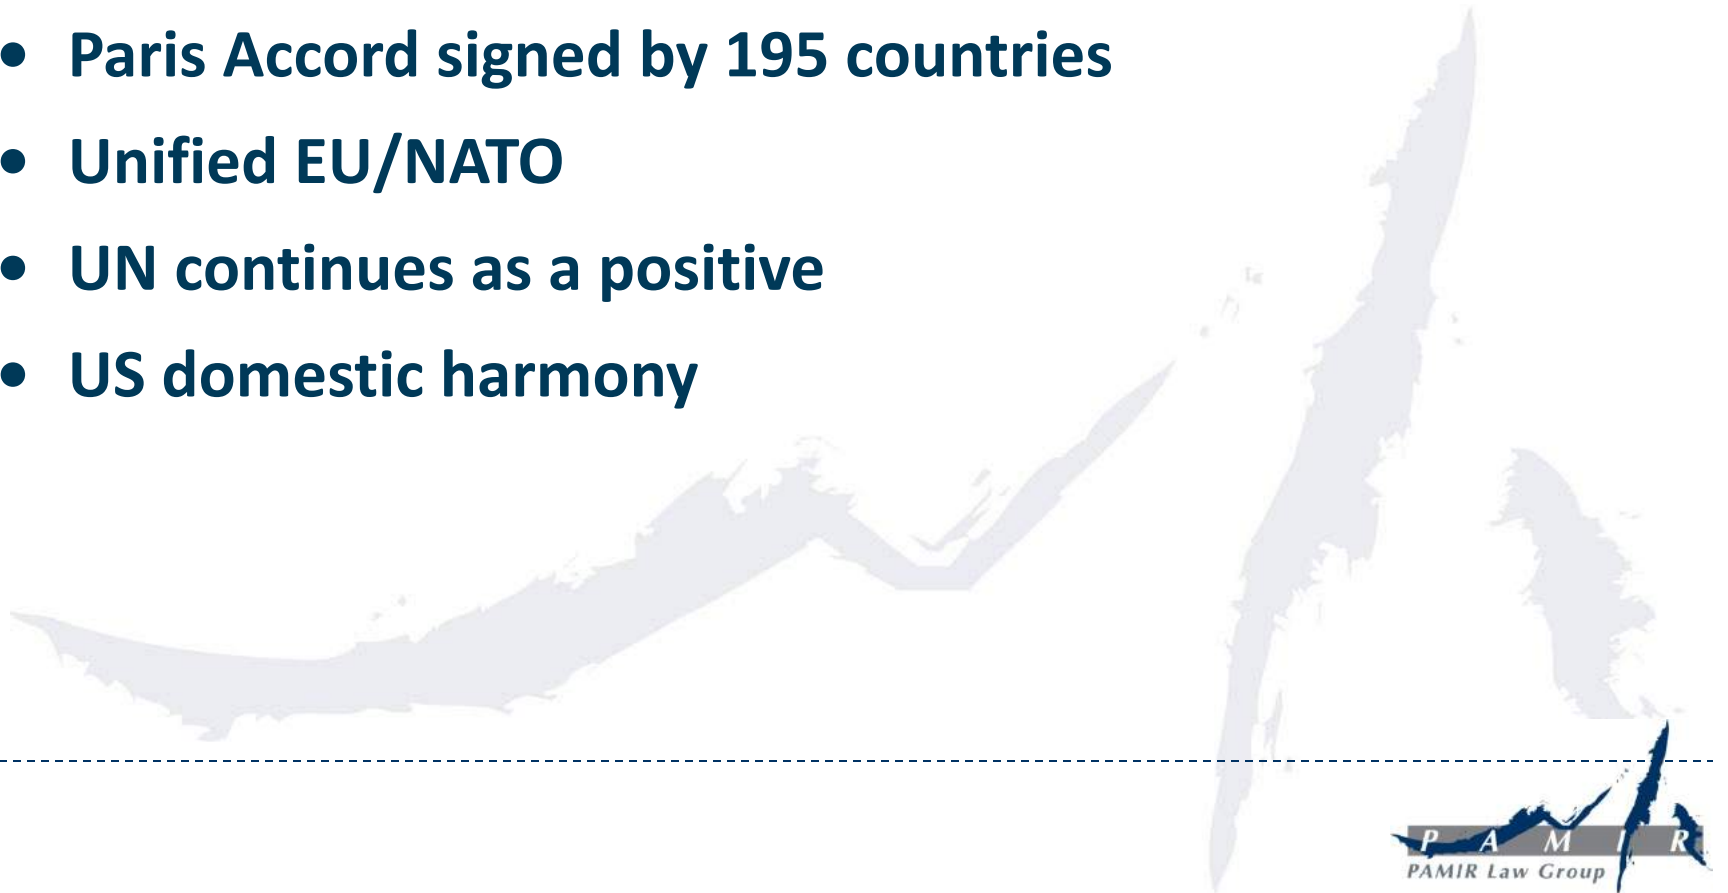 • Paris Accord signed by 195 countries
• Unified EU/NATO
• UN continues as a positive
• US domestic harmony
P A M I R
PAMIR Law Group